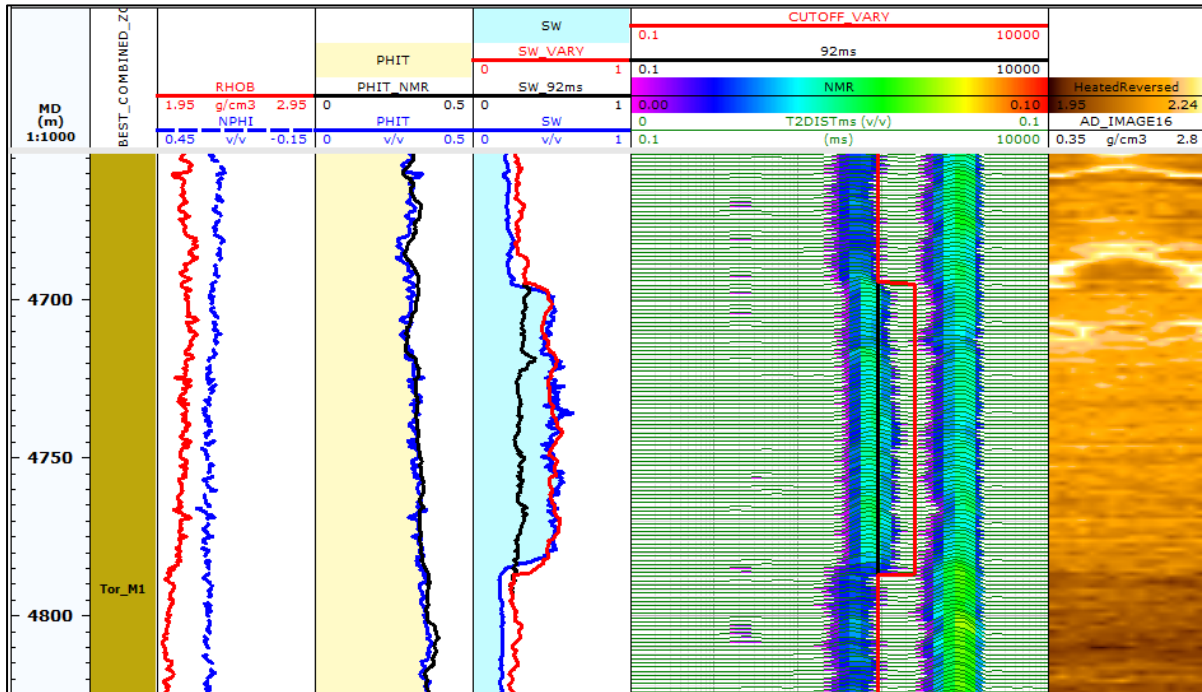 MD
(m)
1:1000
BEST_COMBINED_ZO
RHOB
1.95 g/cm3 2.95
NPHI
0.45 v/v -0.15
PHIT
PHIT_NMR
0 0.5
PHIT
0 v/v 0.5
SW
SW_VARY
0 1
SW_92ms
0 1
SW
0 v/v 1
CUTOFF_VARY
0.1 10000
92ms
0.1 10000
NMR
0.00 0.10
T2DISTms (v/v)
0 0.1
0.1 (ms) 10000
HeatedReversed
1.95 2.24
AD_IMAGE16
0.35 g/cm3 2.8
4700
4750
Tor_M1
4800